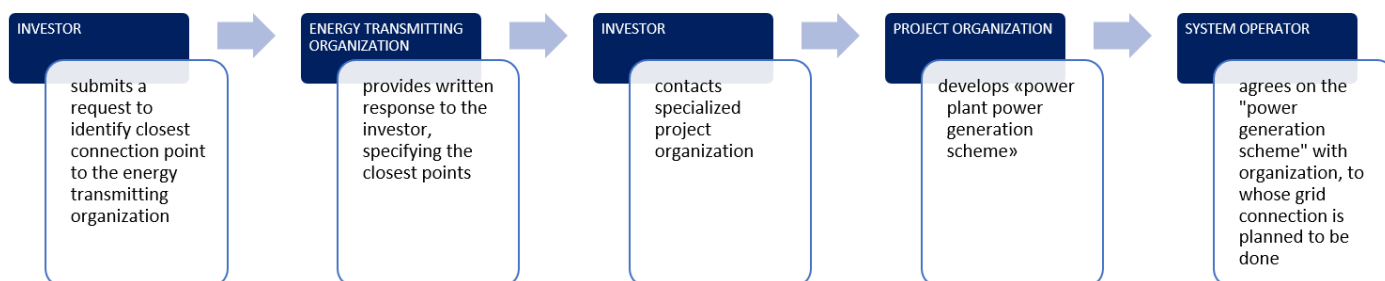 INVESTOR
submits a
request to
identify closest
connection point
to the energy
transmitting
organization
ENERGY TRANSMITTING
ORGANIZATION
provides written
response to the
investor,
specifying the
closest points
INVESTOR
contacts
specialized
project
organization
PROJECT ORGANIZATION
develops «power
plant power
generation
scheme»
SYSTEM OPERATOR
agrees on the
"power
generation
scheme" with
organization, to
whose grid
connection is
planned to be
done